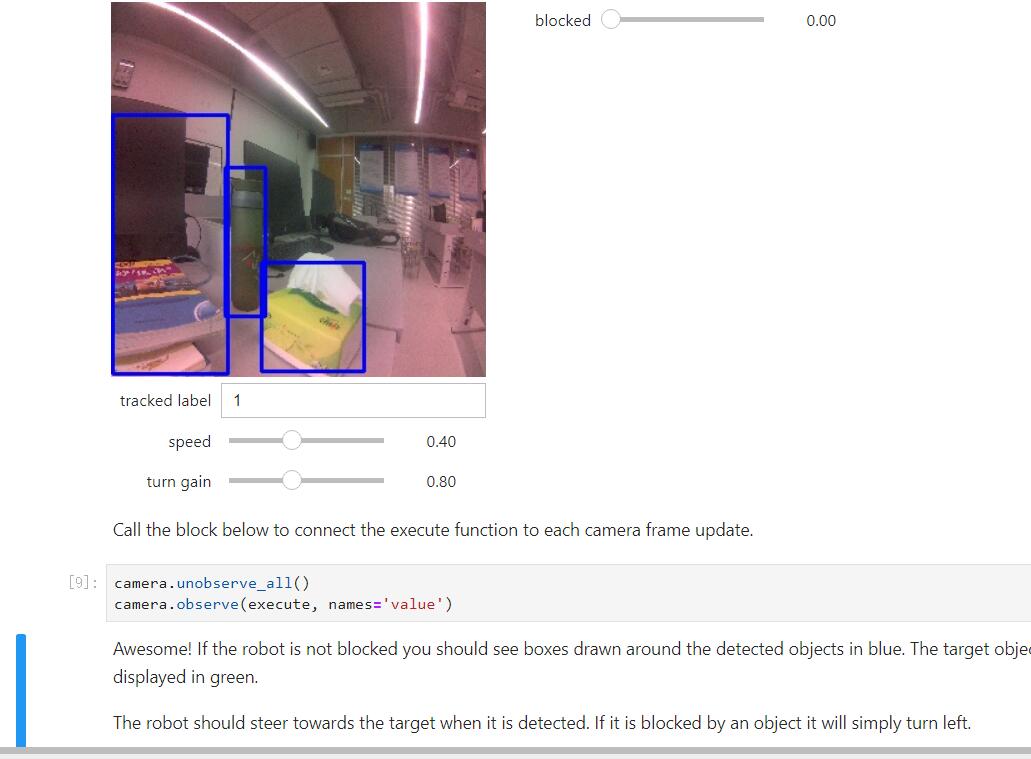 blocked 0.00
tracked label 1
speed 0.40
turn gain 0.80
Call the block below to connect the execute function to each camera frame update.
[9]: camera.unobserve_all()
camera.observe(execute, names='value')
Awesome! If the robot is not blocked you should see boxes drawn around the detected objects in blue. The target
displayed in green.
The robot should steer towards the target when it is detected. If it is blocked by an object it will simply turn left.